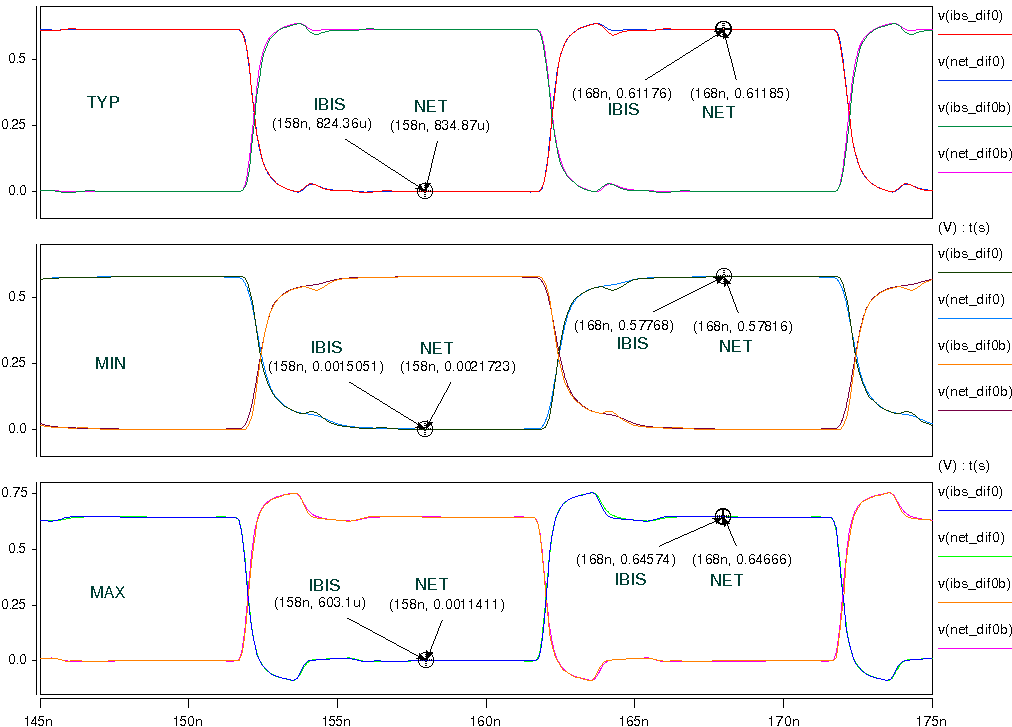 v(ibs_dif0)
0.5
v(net_dif0)
IBIS NET
(168n, 0.61176) (168n, 0.61185)
TYP
IBIS NET
v(ibs_dif0b)
IBIS NET
0.25
(158n, 824.36u) (158n, 834.87u)
v(net_dif0b)
0.0
(V) : t(s)
v(ibs_dif0)
0.5
v(net_dif0)
(168n, 0.57768) (168n, 0.57816)
IBIS NET
IBIS NET
v(ibs_dif0b)
0.25
MIN
(158n, 0.0015051) (158n, 0.0021723)
v(net_dif0b)
0.0
(V) : t(s)
0.75
v(ibs_dif0)
v(net_dif0)
0.5
(168n, 0.64574) (168n, 0.64666)
IBIS NET
MAX
IBIS NET
v(ibs_dif0b)
0.25
(158n, 603.1u) (158n, 0.0011411)
v(net_dif0b)
0.0
145n 150n 155n 160n 165n 170n 175n